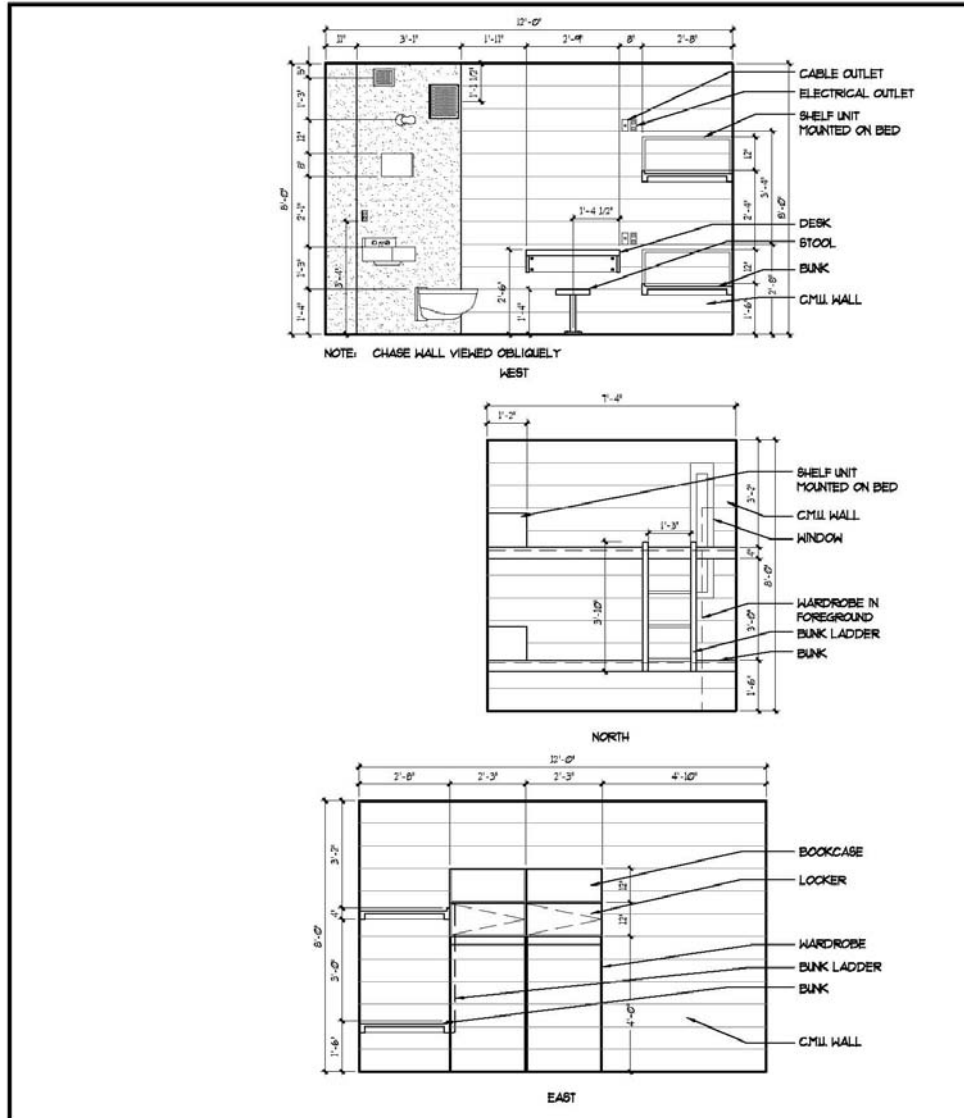 12'-0"
11" 3'-1" 1'-11" 2'-9" 8" 2'-8"
5"
1'-3"
12"
8"
2'-1"
1'-3"
1'-4"
8'-0"
3'-4"
1'-1 1/2"
1'-4 1/2"
2'-6"
1'-4"
12"
2'-4"
12"
1'-6"
3'-4"
2'-8"
8'-0"
CABLE OUTLET
ELECTRICAL OUTLET
SHELF UNIT
MOUNTED ON BED
DESK
STOOL
BUNK
C.M.U. WALL
NOTE: CHASE WALL VIEWED OBLIQUELY
WEST
7'-4"
1'-2"
1'-3"
3'-10"
3'-2"
4"
3'-0"
1'-6"
8'-0"
SHELF UNIT
MOUNTED ON BED
C.M.U. WALL
WINDOW
WARDROBE IN
FOREGROUND
BUNK LADDER
BUNK
NORTH
12'-0"
2'-8" 2'-3" 2'-3" 4'-10"
3'-2"
4"
3'-0"
1'-6"
8'-0"
12"
12"
4'-0"
BOOKCASE
LOCKER
WARDROBE
BUNK LADDER
BUNK
C.M.U. WALL
EAST